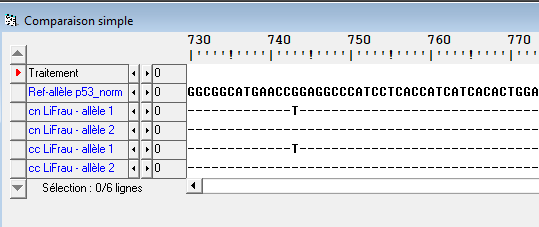 Comparaison simple
730 740 750 760 770
Traitement 0
Ref-allèle p53_norm 0 GGCGGCATGAACCGGAGGCCCATCCTCACCATCATCACACTGGA
cn LiFrau - allèle 1 0 -------------T------------------------------
cn LiFrau - allèle 2 0 --------------------------------------------
cc LiFrau - allèle 1 0 -------------T------------------------------
cc LiFrau - allèle 2 0 --------------------------------------------
Sélection : 0/6 lignes